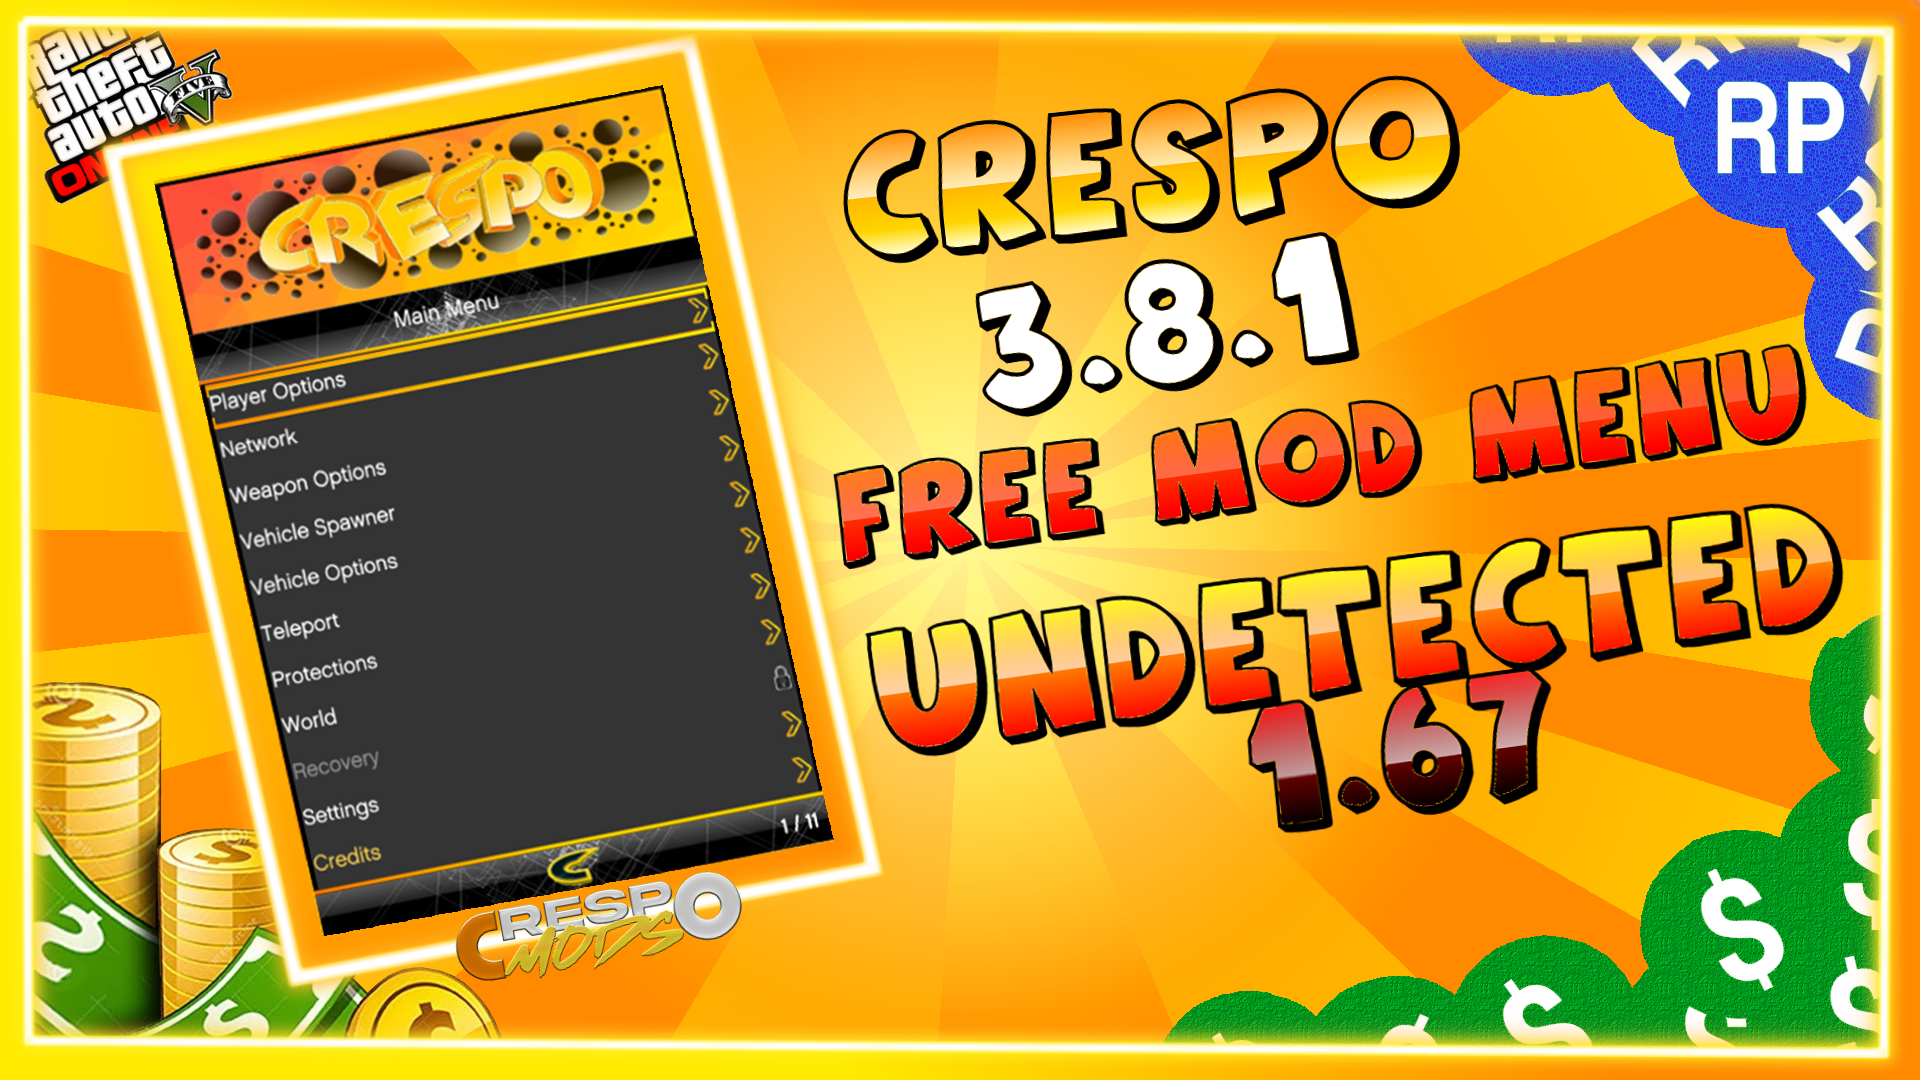 grand
theft
auto
FIVE
CRESPO
Main Menu
Player Options
Network
Weapon Options
Vehicle Spawner
Vehicle Options
Teleport
Protections
World
Recovery
Settings
Credits
1 / 11
CRESPO
MODS
CRESPO
3.8.1
FREE MOD MENU
UNDETECTED
1.67
RP
$
$
$